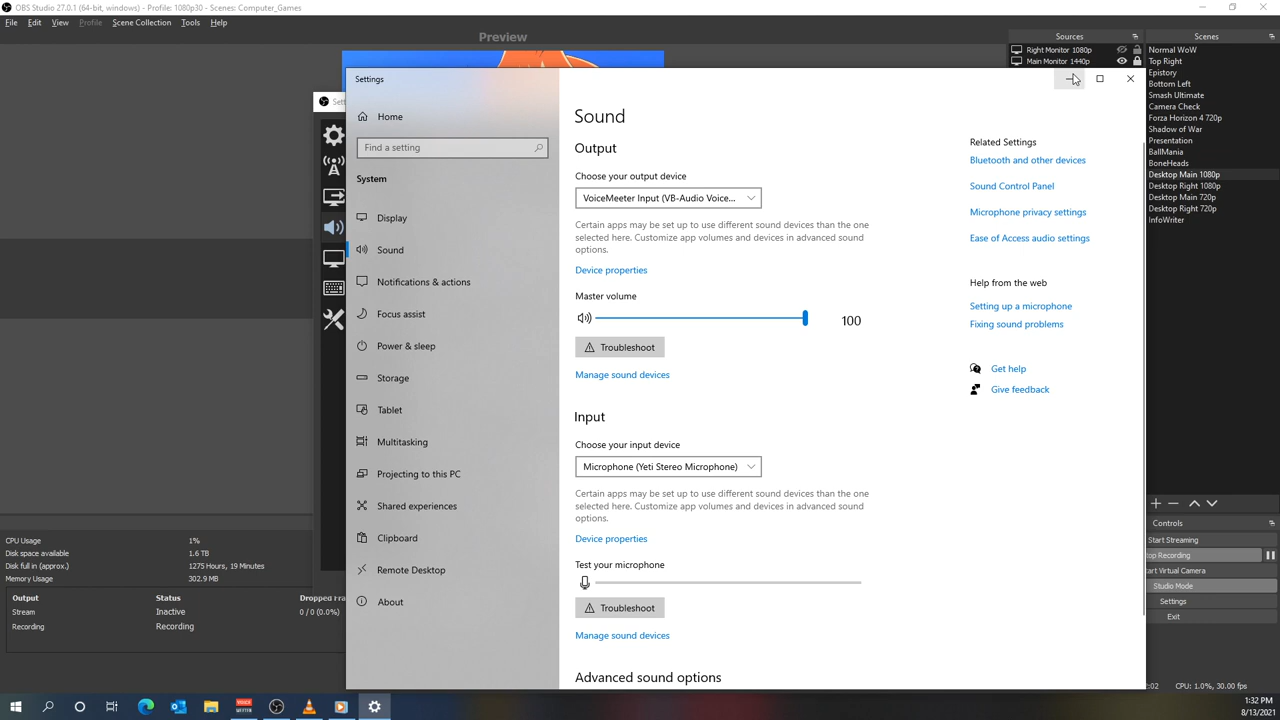 OBS Studio 27.0.1 (64-bit, windows) - Profile: 1080p30 - Scenes: Computer_Games
File Edit View Profile Scene Collection Tools Help
Preview
Sources
Right Monitor 1080p
Main Monitor 1440p
Scenes
Normal WoW
Top Right
Epistory
Bottom Left
Smash Ultimate
Camera Check
Forza Horizon 4 720p
Shadow of War
Presentation
BallMania
BoneHeads
Desktop Main 1080p
Desktop Right 1080p
Desktop Main 720p
Desktop Right 720p
InfoWriter
Settings
Home
Find a setting
System
Display
Sound
Notifications & actions
Focus assist
Power & sleep
Storage
Tablet
Multitasking
Projecting to this PC
Shared experiences
Clipboard
Remote Desktop
About
Sound
Output
Choose your output device
VoiceMeeter Input (VB-Audio Voice...
Certain apps may be set up to use different sound devices than the one
selected here. Customize app volumes and devices in advanced sound
options.
Device properties
Master volume
100
Troubleshoot
Manage sound devices
Input
Choose your input device
Microphone (Yeti Stereo Microphone)
Certain apps may be set up to use different sound devices than the one
selected here. Customize app volumes and devices in advanced sound
options.
Device properties
Test your microphone
Troubleshoot
Manage sound devices
Advanced sound options
Related Settings
Bluetooth and other devices
Sound Control Panel
Microphone privacy settings
Ease of Access audio settings
Help from the web
Setting up a microphone
Fixing sound problems
Get help
Give feedback
CPU Usage 1%
Disk space available 1.6 TB
Disk full in (approx.) 1275 Hours, 19 Minutes
Memory Usage 302.9 MB
Output Status Dropped Fra
Stream Inactive 0 / 0 (0.0%)
Recording Recording
Controls
Start Streaming
top Recording
tart Virtual Camera
Studio Mode
Settings
Exit
:02 CPU: 1.0%, 30.00 fps
1:32 PM
8/13/2021